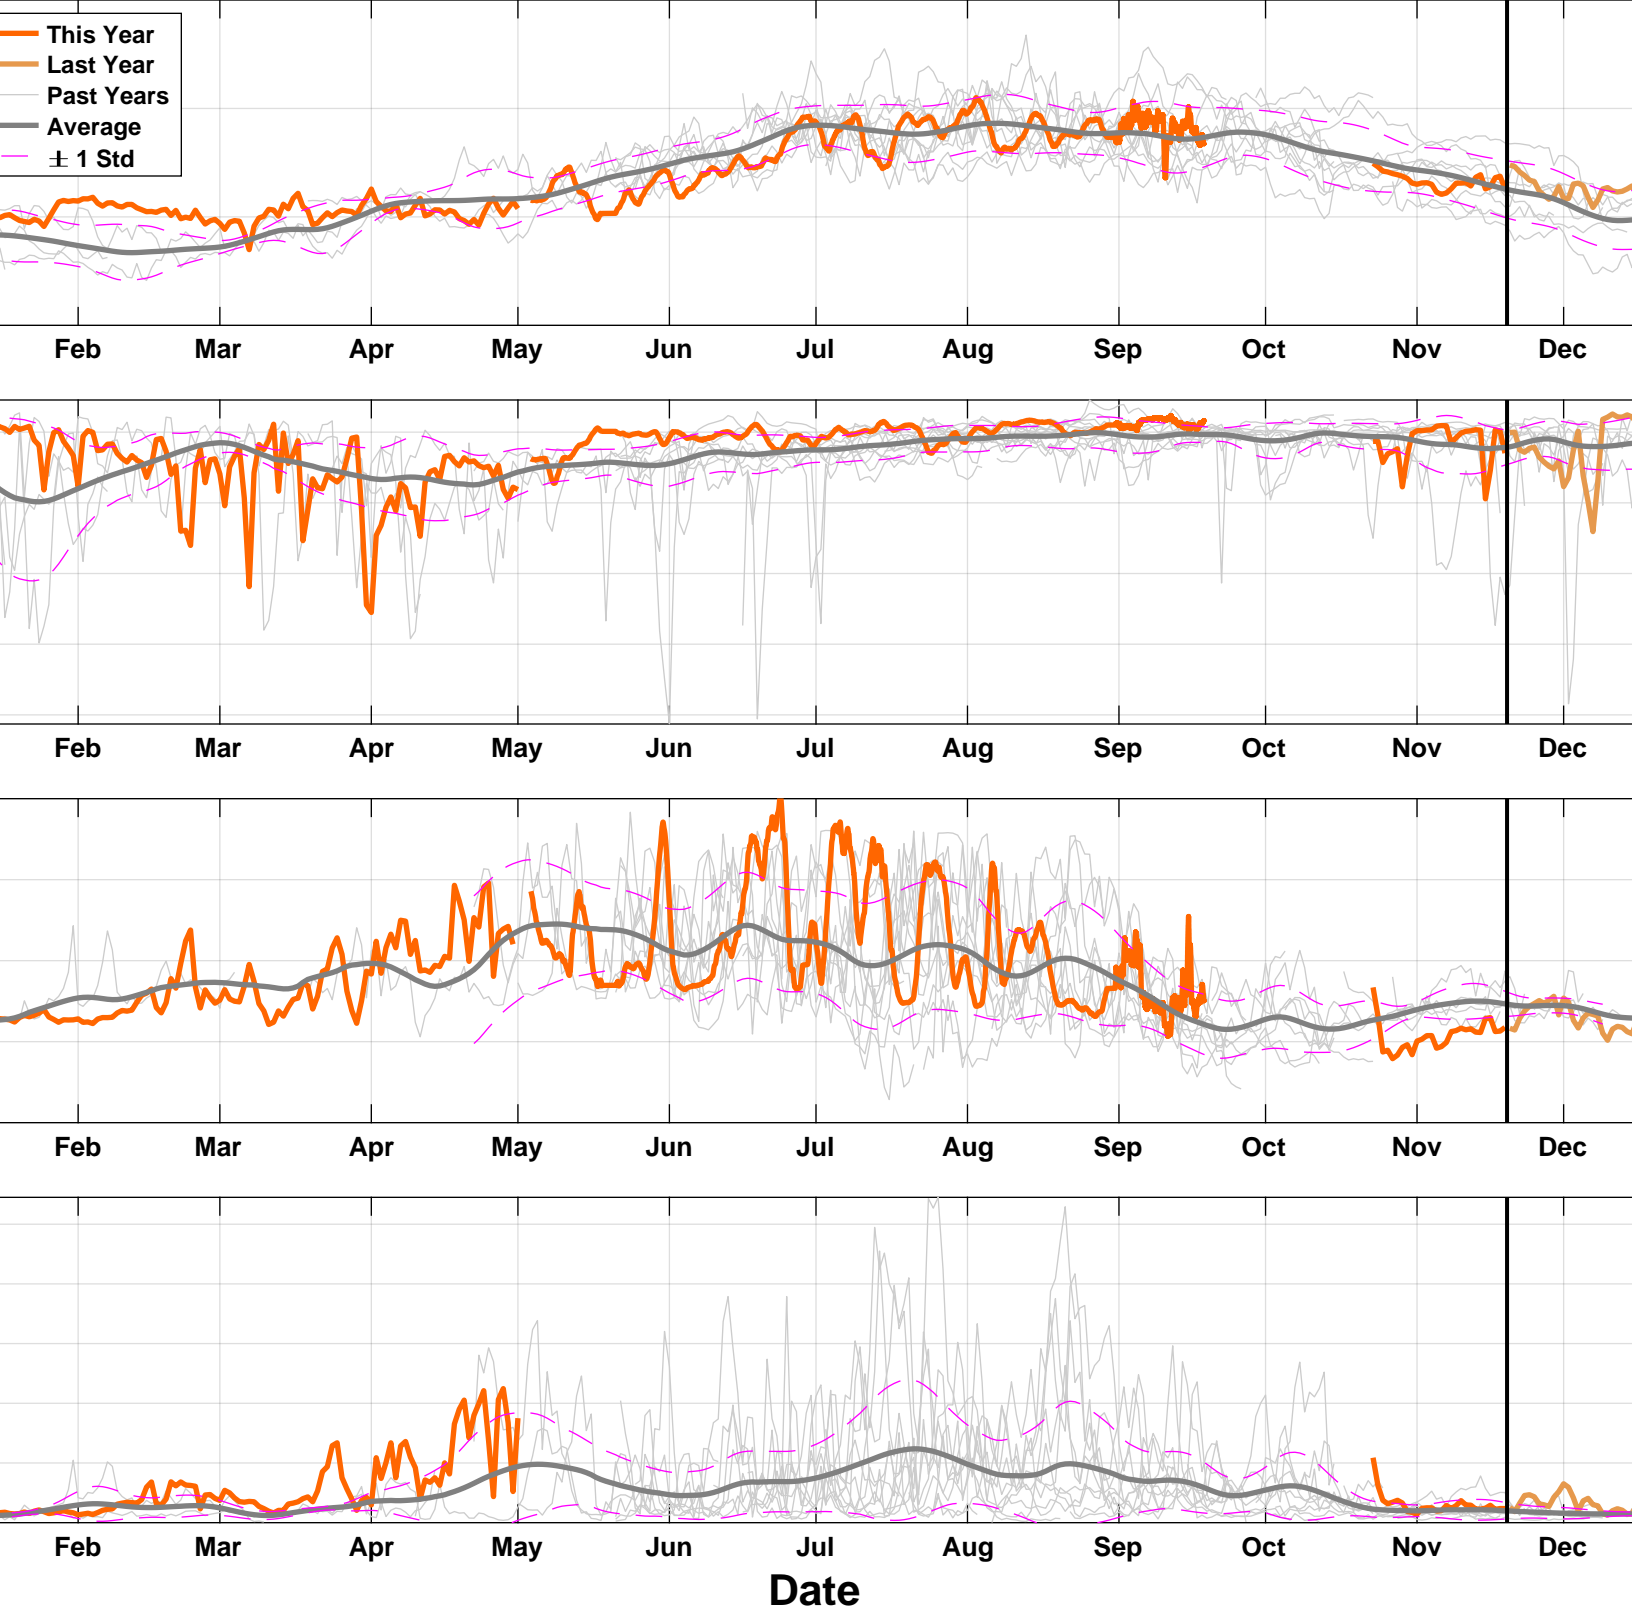 This Year
Last Year
Past Years
Average
± 1 Std
Feb Mar Apr May Jun Jul Aug Sep Oct Nov Dec
Feb Mar Apr May Jun Jul Aug Sep Oct Nov Dec
Feb Mar Apr May Jun Jul Aug Sep Oct Nov Dec
Feb Mar Apr May Jun Jul Aug Sep Oct Nov Dec
Date